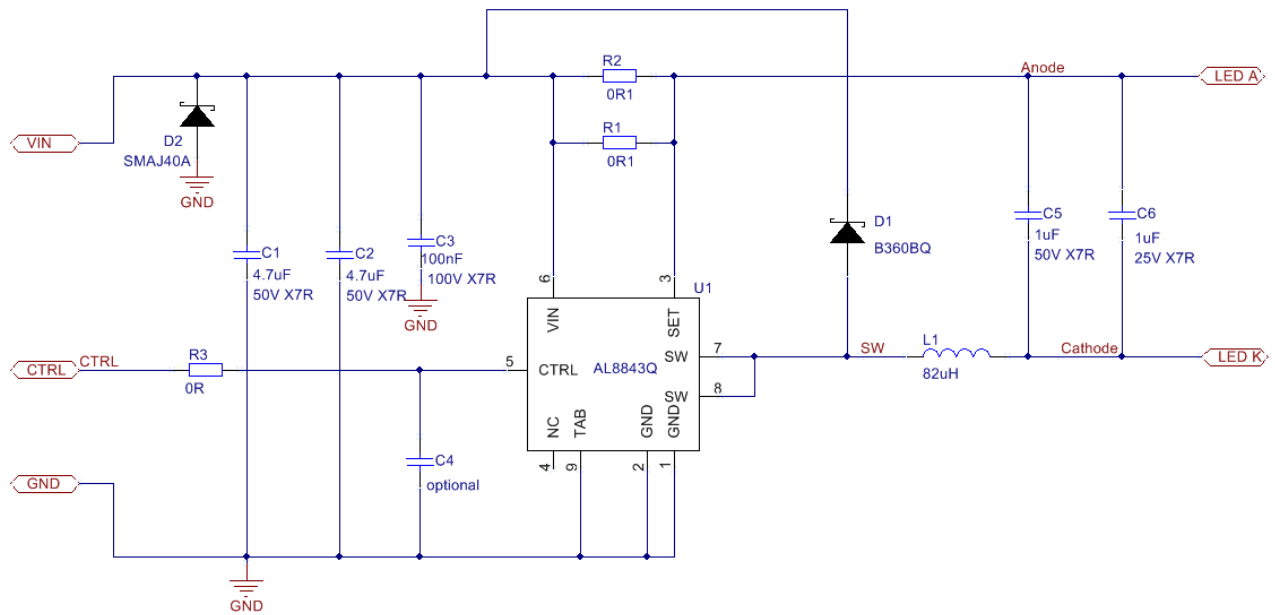 R2
0R1
Anode
LED A
R1
0R1
VIN
D2
SMAJ40A
GND
C1
4.7uF
50V X7R
C2
4.7uF
50V X7R
C3
100nF
100V X7R
GND
D1
B360BQ
C5
1uF
50V X7R
C6
1uF
25V X7R
6
3
U1
VIN
SET
SW
7
SW
8
AL8843Q
5
CTRL
NC
TAB
GND
GND
4
9
2
1
SW
L1
82uH
Cathode
LED K
CTRL
CTRL
R3
0R
C4
optional
GND
GND